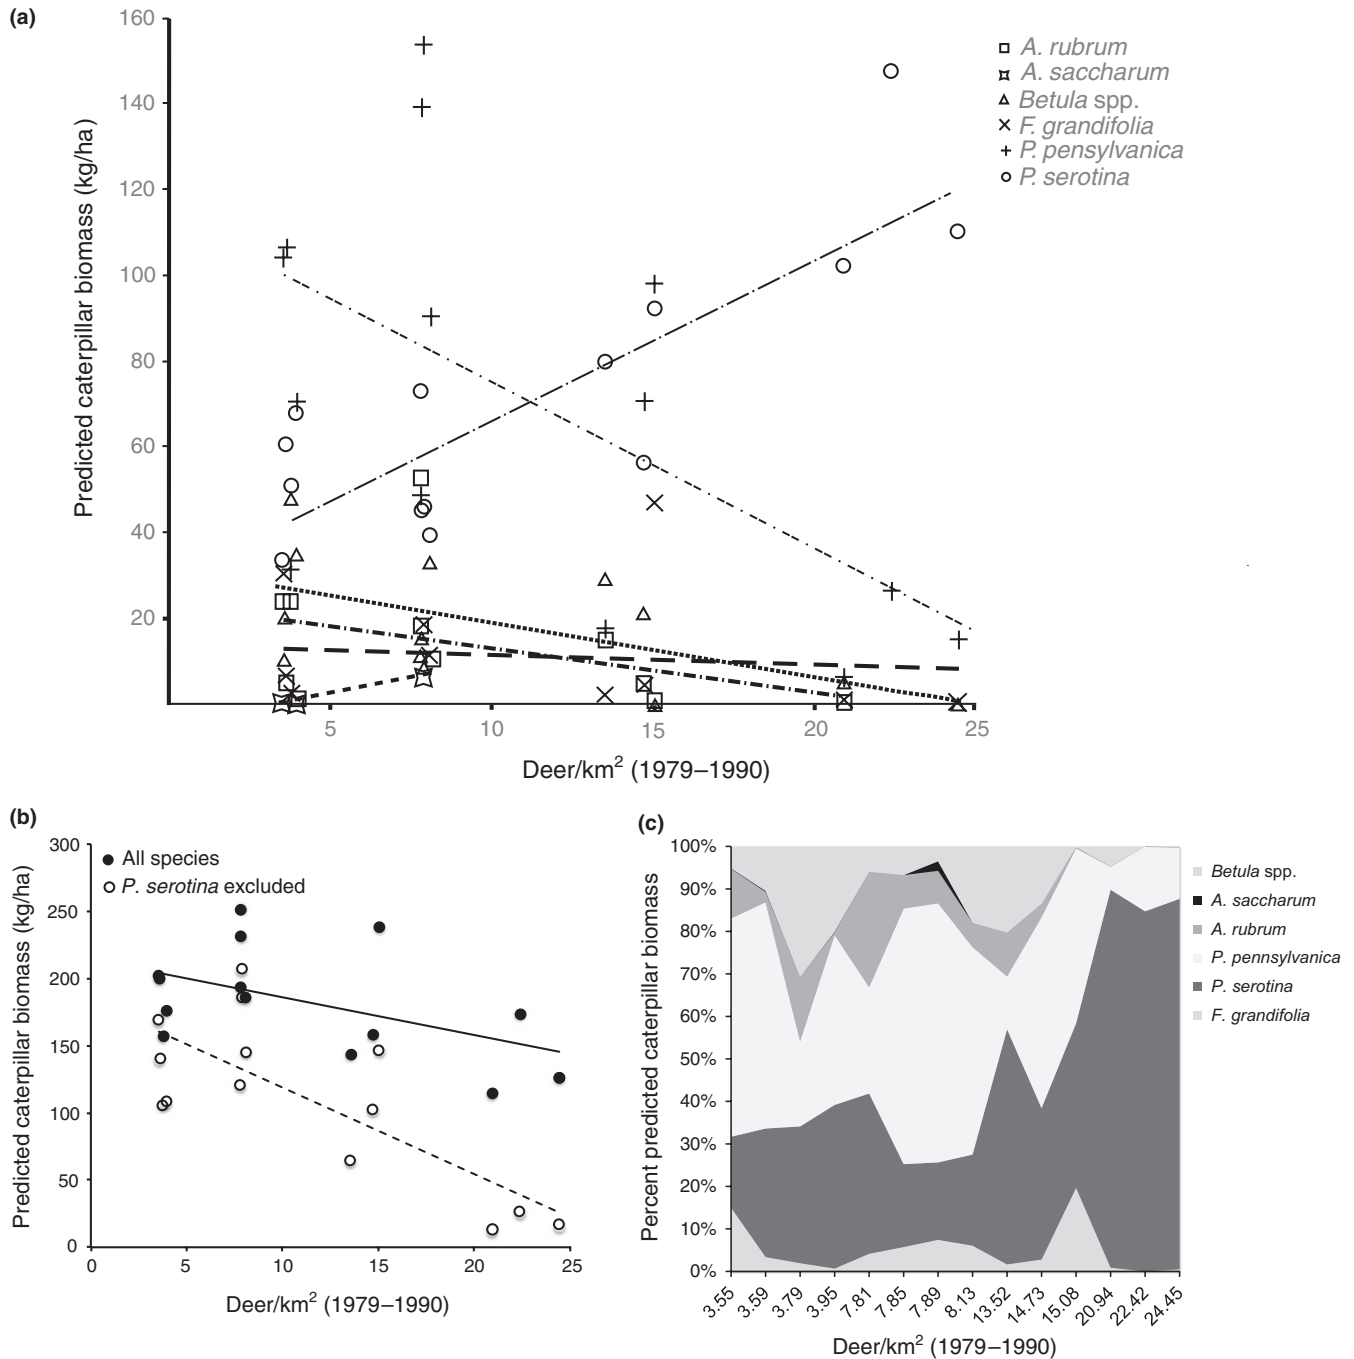 (a)
160
140
120
100
80
60
40
20
Predicted caterpillar biomass (kg/ha)
5
10
15
20
25
Deer/km² (1979–1990)
A. rubrum
A. saccharum
Betula spp.
F. grandifolia
P. pensylvanica
P. serotina
(b)
300
250
200
150
100
50
0
Predicted caterpillar biomass (kg/ha)
All species
P. serotina excluded
0
5
10
15
20
25
Deer/km² (1979–1990)
(c)
100%
90%
80%
70%
60%
50%
40%
30%
20%
10%
0%
Percent predicted caterpillar biomass
3.55
3.59
3.79
3.95
7.81
7.85
7.89
8.13
13.52
14.73
15.08
20.94
22.42
24.45
Deer/km² (1979–1990)
Betula spp.
A. saccharum
A. rubrum
P. pennsylvanica
P. serotina
F. grandifolia